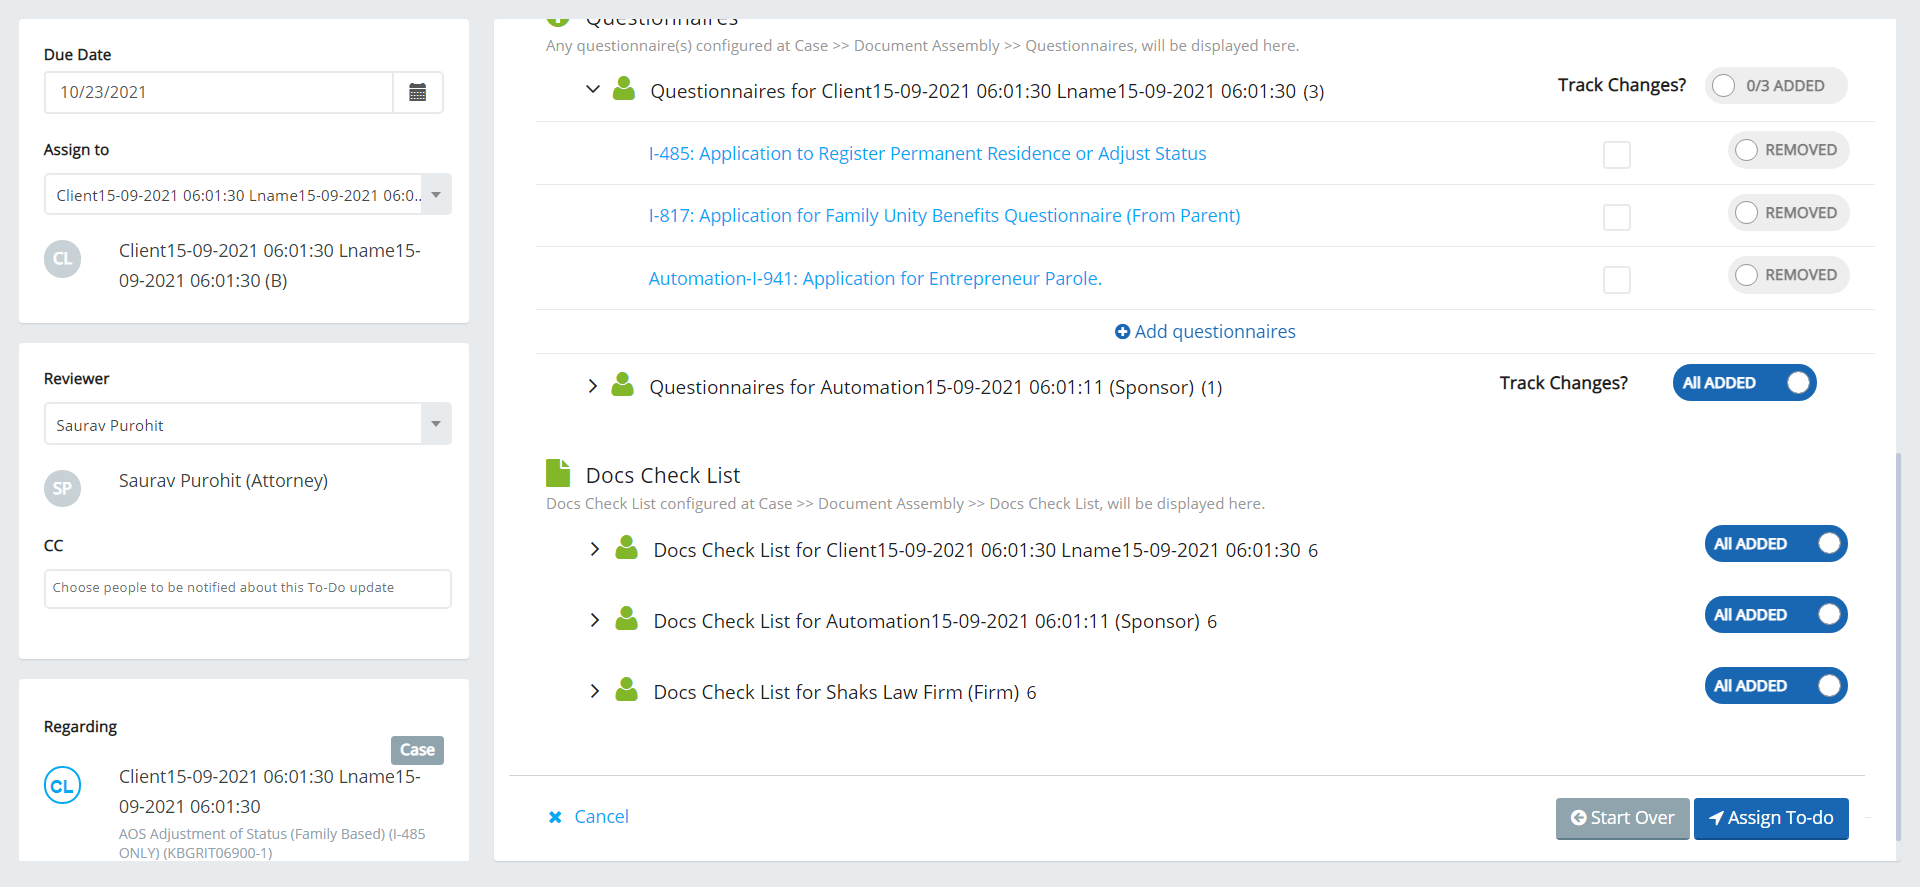 Due Date
10/23/2021
Assign to
Client15-09-2021 06:01:30 Lname15-09-2021 06:0..
CL
Client15-09-2021 06:01:30 Lname15-
09-2021 06:01:30 (B)
Reviewer
Saurav Purohit
SP
Saurav Purohit (Attorney)
CC
Choose people to be notified about this To-Do update
Regarding
Case
CL
Client15-09-2021 06:01:30 Lname15-
09-2021 06:01:30
AOS Adjustment of Status (Family Based) (I-485
ONLY) (KBGRIT06900-1)
Questionnaires
Any questionnaire(s) configured at Case >> Document Assembly >> Questionnaires, will be displayed here.
Questionnaires for Client15-09-2021 06:01:30 Lname15-09-2021 06:01:30 (3)
Track Changes?
0/3 ADDED
I-485: Application to Register Permanent Residence or Adjust Status
REMOVED
I-817: Application for Family Unity Benefits Questionnaire (From Parent)
REMOVED
Automation-I-941: Application for Entrepreneur Parole.
REMOVED
Add questionnaires
Questionnaires for Automation15-09-2021 06:01:11 (Sponsor) (1)
Track Changes?
All ADDED
Docs Check List
Docs Check List configured at Case >> Document Assembly >> Docs Check List, will be displayed here.
Docs Check List for Client15-09-2021 06:01:30 Lname15-09-2021 06:01:30 6
All ADDED
Docs Check List for Automation15-09-2021 06:01:11 (Sponsor) 6
All ADDED
Docs Check List for Shaks Law Firm (Firm) 6
All ADDED
Cancel
Start Over
Assign To-do